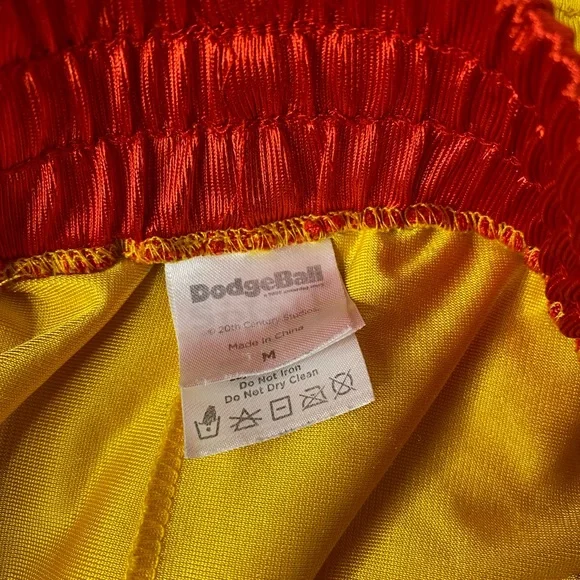 DodgeBall
© 20th Century Studios.
Made in China
M
Do Not Iron
Do Not Dry Clean